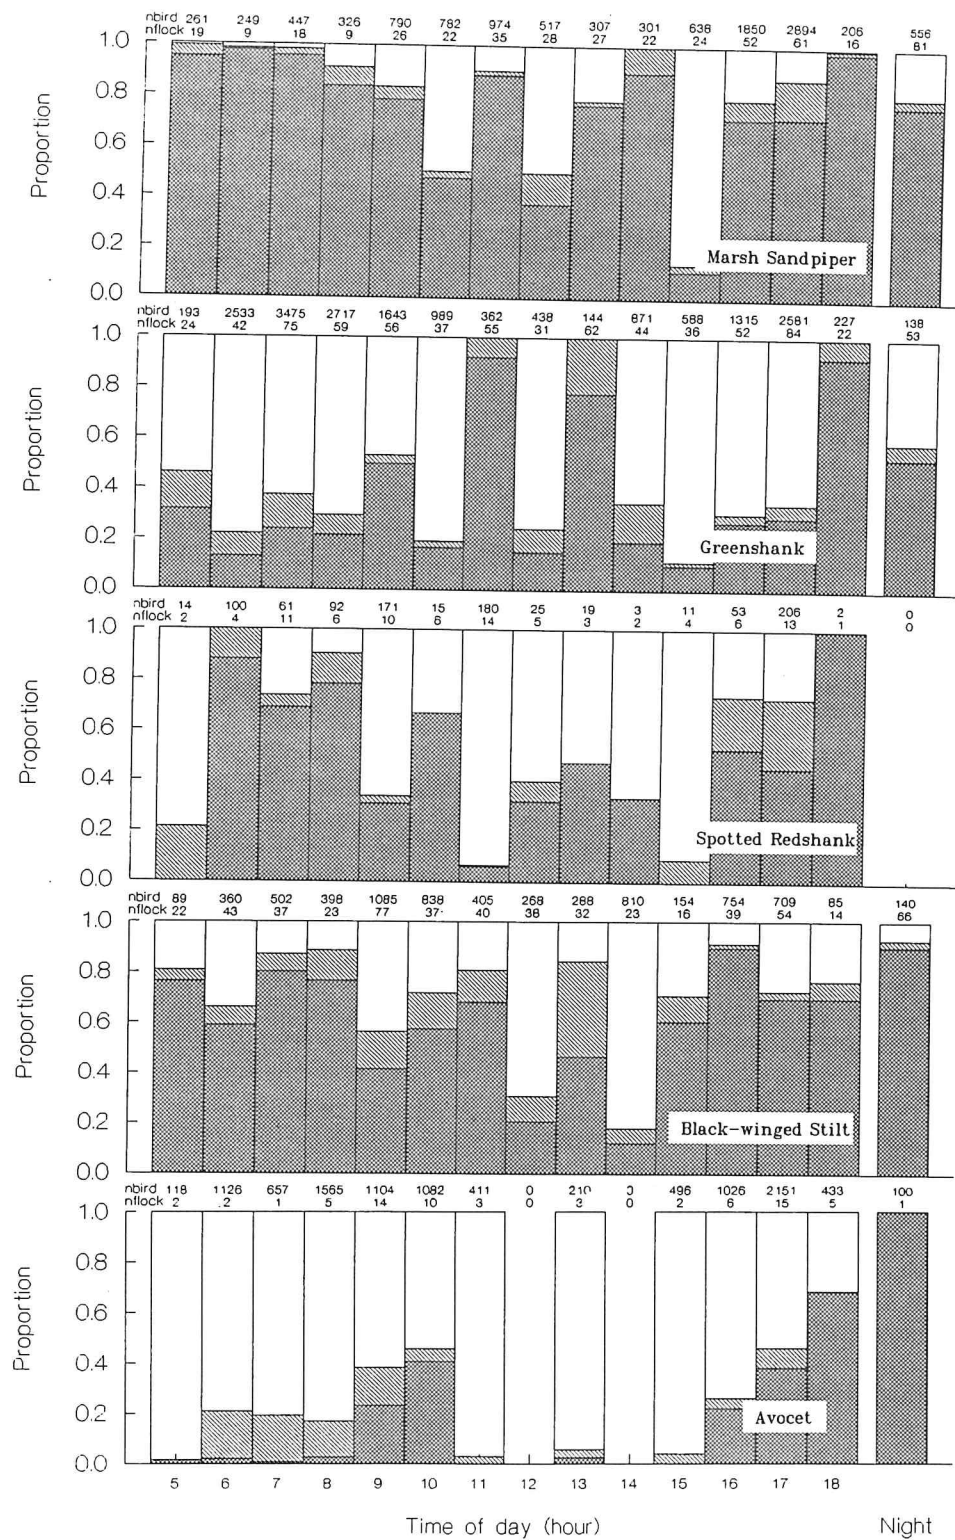 nbird 261 249 447 326 790 782 974 517 307 301 636 1850 2894 206 556
nflock 19 9 18 9 26 22 35 28 27 22 24 52 61 16 81
1.0
0.8
0.6
0.4
0.2
0.0
Proportion
Marsh Sandpiper
nbird 193 2533 3475 2717 1643 989 362 438 144 871 588 1315 2581 227 138
nflock 24 42 75 59 56 37 55 31 62 44 36 52 84 22 53
1.0
0.8
0.6
0.4
0.2
0.0
Proportion
Greenshank
nbird 14 100 61 92 171 15 180 25 19 3 11 53 206 2 0
nflock 2 4 11 6 10 6 14 5 3 2 4 6 13 1 0
1.0
0.8
0.6
0.4
0.2
0.0
Proportion
Spotted Redshank
nbird 89 360 502 398 1085 838 405 268 268 810 154 754 709 85 140
nflock 22 43 37 23 77 37 40 38 32 23 16 39 54 14 66
1.0
0.8
0.6
0.4
0.2
0.0
Proportion
Black-winged Stilt
nbird 118 1126 657 1565 1104 1082 411 0 210 496 1026 2151 433 100
nflock 2 2 1 5 14 10 3 0 3 0 2 6 15 5 1
1.0
0.8
0.6
0.4
0.2
0.0
Proportion
Avocet
5 6 7 8 9 10 11 12 13 14 15 16 17 18
Time of day (hour) Night